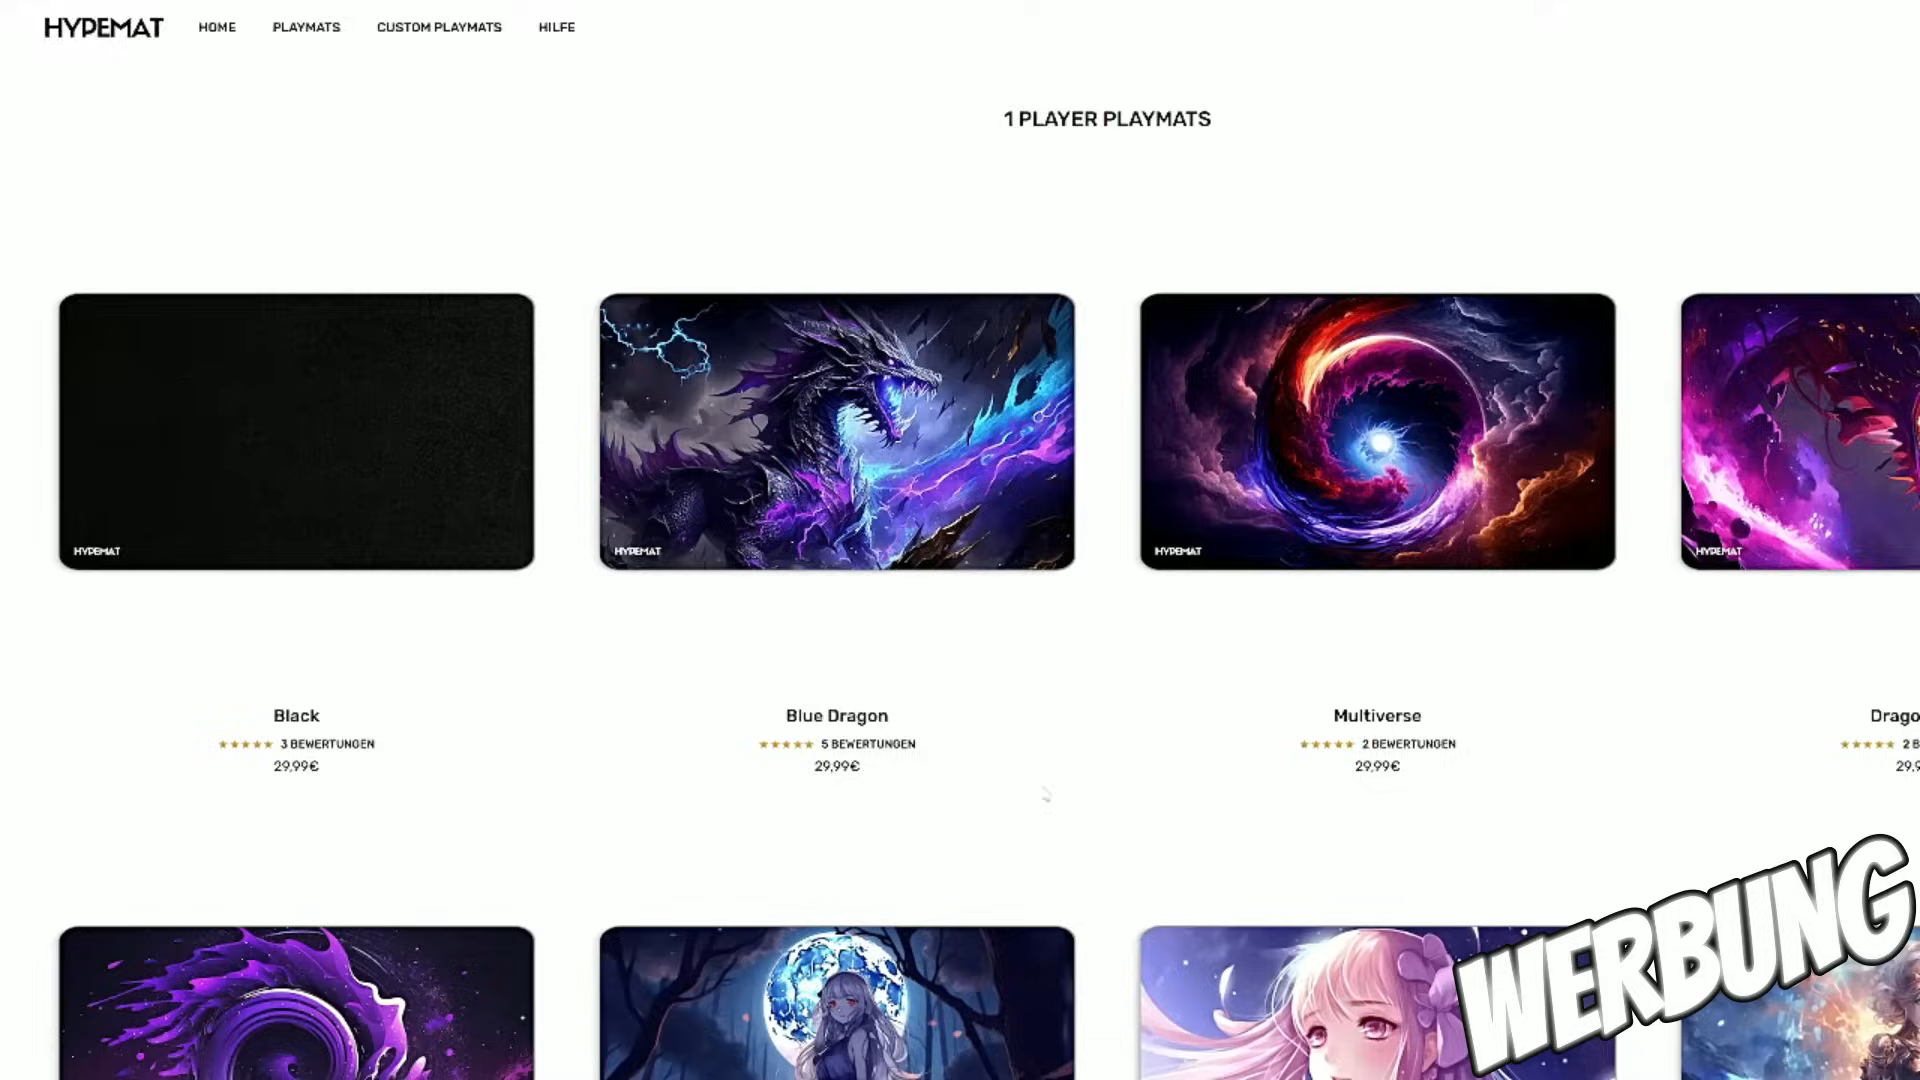 HYPEMAT HOME PLAYMATS CUSTOM PLAYMATS HILFE
1 PLAYER PLAYMATS
HYPEMAT HYPEMAT HYPEMAT HYPEMAT
Black Blue Dragon Multiverse
3 BEWERTUNGEN 5 BEWERTUNGEN 2 BEWERTUNGEN
29,99€ 29,99€ 29,99€
WERBUNG